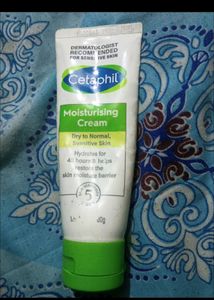 DERMATOLOGIST
RECOMMENDED
FOR SENSITIVE SKIN
Cetaphil
Moisturising
Cream
Dry to Normal,
Sensitive Skin
Hydrates for
48 hours & helps
restore the
skin moisture barrier
5